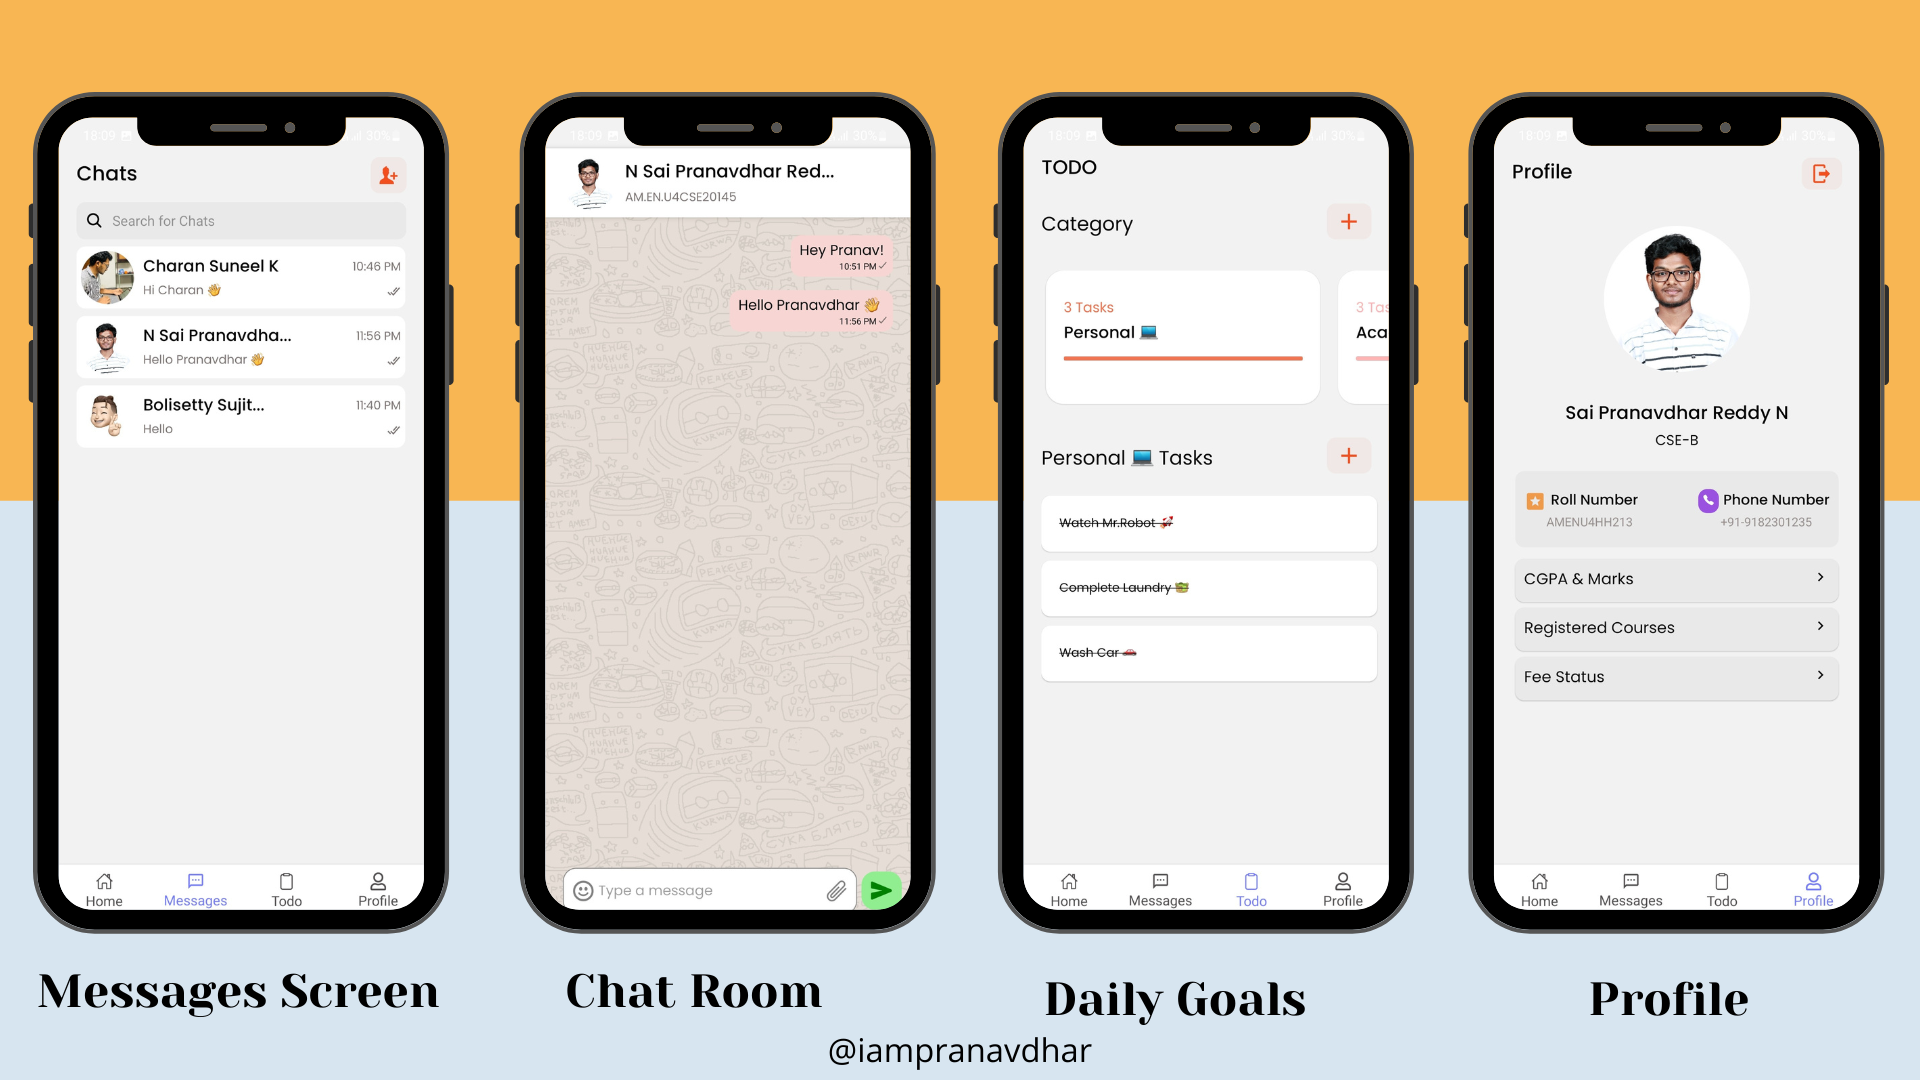 18:09
30%
Chats
Search for Chats
Charan Suneel K
10:46 PM
Hi Charan 👋
N Sai Pranavdha...
11:56 PM
Hello Pranavdhar 👋
Bolisetty Sujit...
11:40 PM
Hello
Home
Messages
Todo
Profile
Messages Screen
18:09
30%
N Sai Pranavdhar Red...
AM.EN.U4CSE20145
Hey Pranav!
10:51 PM
Hello Pranavdhar 👋
11:56 PM
Type a message
Chat Room
18:09
30%
TODO
Category
3 Tasks
Personal 💻
3 Tas
Aca
Personal 💻 Tasks
Watch Mr.Robot 🚀
Complete Laundry
Wash Car 🚗
Home
Messages
Todo
Profile
Daily Goals
18:09
30%
Profile
Sai Pranavdhar Reddy N
CSE-B
Roll Number
AMENU4HH213
Phone Number
+91-9182301235
CGPA & Marks
Registered Courses
Fee Status
Home
Messages
Todo
Profile
Profile
@iampranavdhar